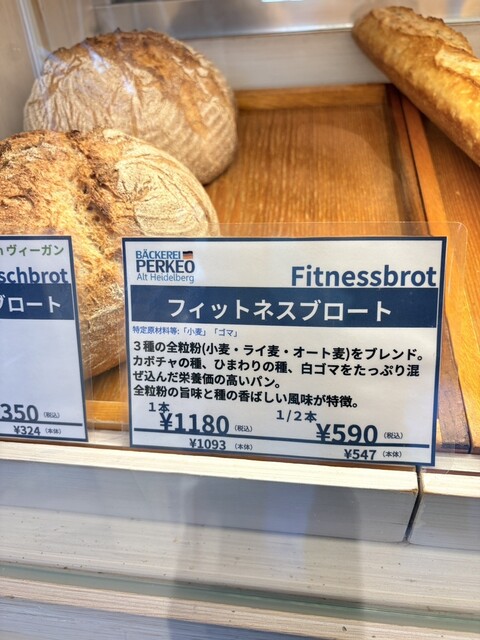 ヴィーガン
schbrot
ブロート
350 (税込)
¥324 (本体)
BÄCKEREI
PERKEO
Alt Heidelberg
Fitnessbrot
フィットネスブロート
特定原材料等:「小麦」「ゴマ」
3種の全粒粉(小麦・ライ麦・オート麦)をブレンド。
カボチャの種、ひまわりの種、白ゴマをたっぷり混
ぜ込んだ栄養価の高いパン。
全粒粉の旨味と種の香ばしい風味が特徴。
1本 1/2本
¥1180 (税込) ¥590 (税込)
¥1093 (本体) ¥547 (本体)